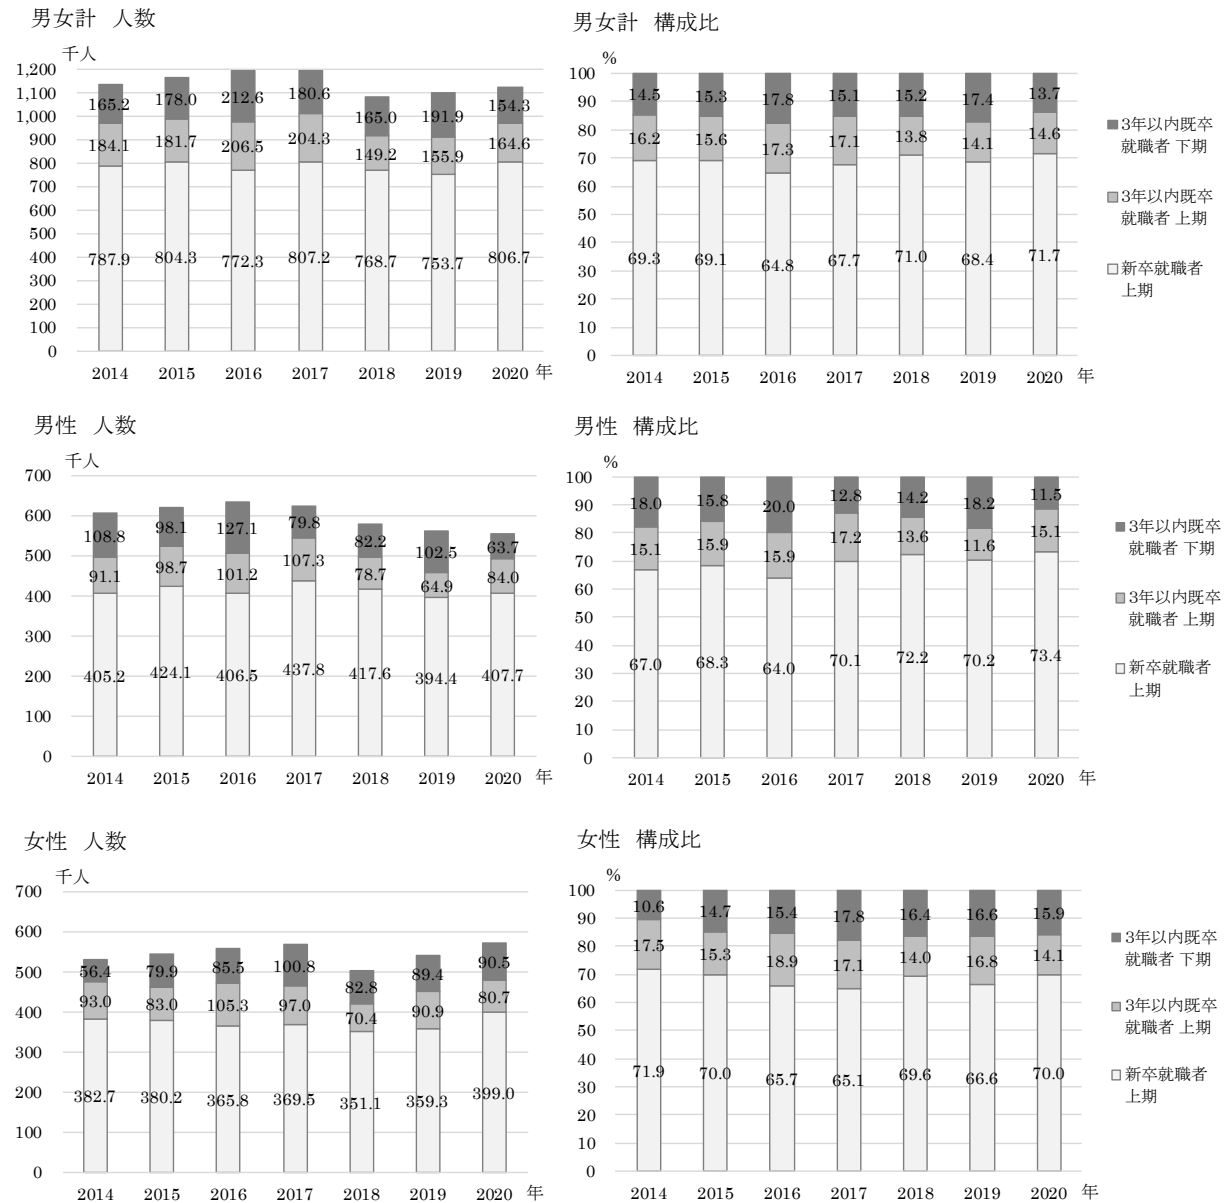 男女計 人数
千人
1,200
1,100
1,000
900
800
700
600
500
400
300
200
100
0
165.2 178.0 212.6 180.6 165.0 191.9 154.3
184.1 181.7 206.5 204.3 149.2 155.9 164.6
787.9 804.3 772.3 807.2 768.7 753.7 806.7
2014 2015 2016 2017 2018 2019 2020 年
男女計 構成比
%
100
90
80
70
60
50
40
30
20
10
0
14.5 15.3 17.8 15.1 15.2 17.4 13.7
16.2 15.6 17.3 17.1 13.8 14.1 14.6
69.3 69.1 64.8 67.7 71.0 68.4 71.7
2014 2015 2016 2017 2018 2019 2020 年
3年以内既卒
就職者 下期
3年以内既卒
就職者 上期
新卒就職者
上期
男性 人数
千人
700
600
500
400
300
200
100
0
108.8 98.1 127.1 79.8 82.2 102.5 63.7
91.1 98.7 101.2 107.3 78.7 64.9 84.0
405.2 424.1 406.5 437.8 417.6 394.4 407.7
2014 2015 2016 2017 2018 2019 2020 年
男性 構成比
%
100
90
80
70
60
50
40
30
20
10
0
18.0 15.8 20.0 12.8 14.2 18.2 11.5
15.1 15.9 15.9 17.2 13.6 11.6 15.1
67.0 68.3 64.0 70.1 72.2 70.2 73.4
2014 2015 2016 2017 2018 2019 2020 年
3年以内既卒
就職者 下期
3年以内既卒
就職者 上期
新卒就職者
上期
女性 人数
千人
700
600
500
400
300
200
100
0
56.4 79.9 85.5 100.8 82.8 89.4 90.5
93.0 83.0 105.3 97.0 70.4 90.9 80.7
382.7 380.2 365.8 369.5 351.1 359.3 399.0
2014 2015 2016 2017 2018 2019 2020 年
女性 構成比
%
100
90
80
70
60
50
40
30
20
10
0
10.6 14.7 15.4 17.8 16.4 16.6 15.9
17.5 15.3 18.9 17.1 14.0 16.8 14.1
71.9 70.0 65.7 65.1 69.6 66.6 70.0
2014 2015 2016 2017 2018 2019 2020 年
3年以内既卒
就職者 下期
3年以内既卒
就職者 上期
新卒就職者
上期